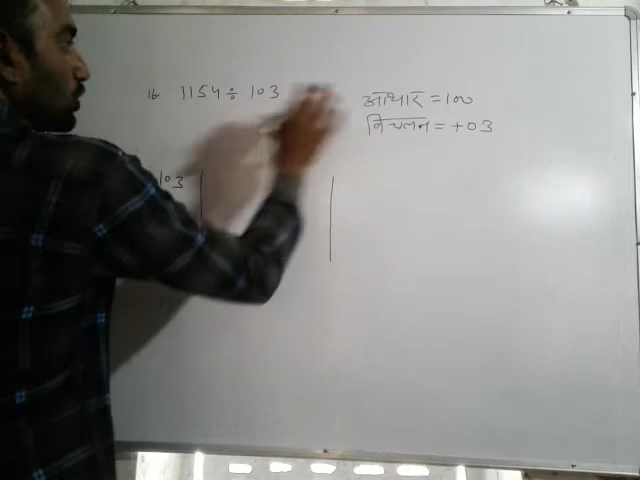 16 1154 ÷ 103
आधार = 100
विचलन = +03
103